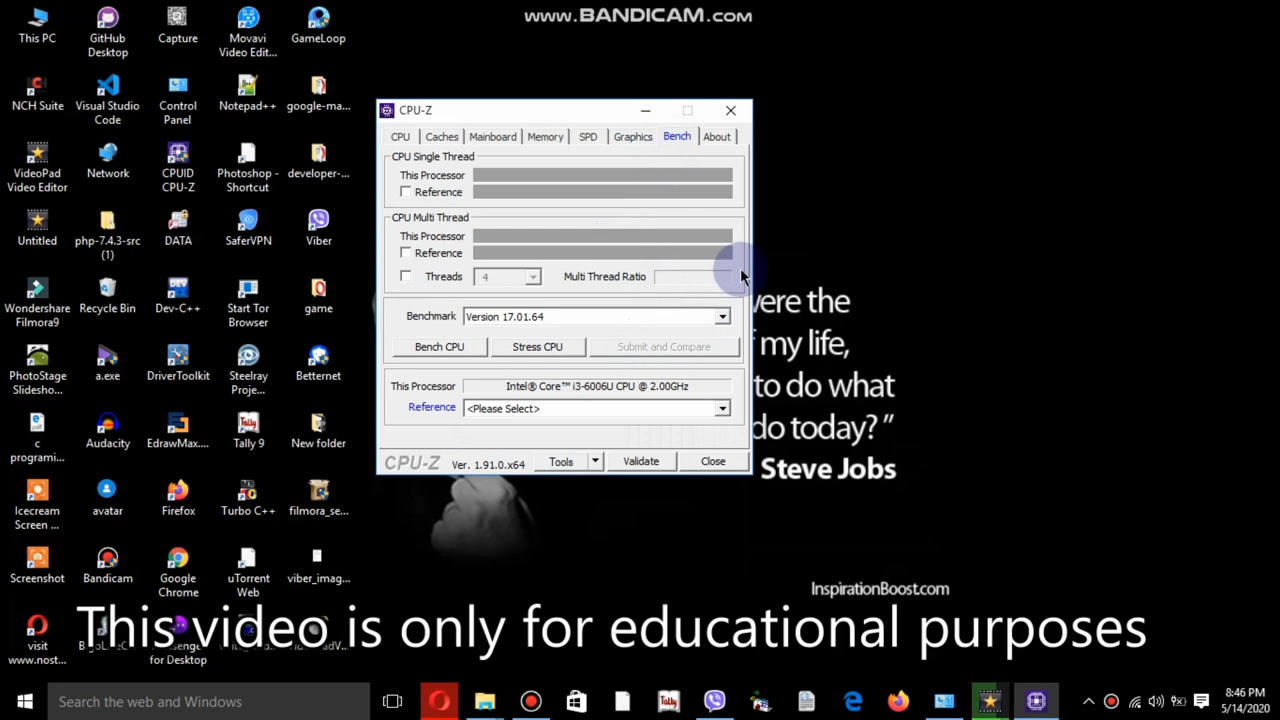 www.BANDICAM.com
This PC
GitHub
Desktop
Capture
Movavi
Video Edit...
GameLoop
NCH Suite
Visual Studio
Code
Control
Panel
Notepad++
google-ma...
VideoPad
Video Editor
Network
CPUID
CPU-Z
Photoshop -
Shortcut
developer-...
Untitled
php-7.4.3-src
(1)
DATA
SaferVPN
Viber
Wondershare
Filmora9
Recycle Bin
Dev-C++
Start Tor
Browser
game
PhotoStage
Slidesho...
a.exe
DriverToolkit
Steelray
Proje...
Betternet
c
programi...
Audacity
EdrawMax....
Tally 9
New folder
Icecream
Screen ...
avatar
Firefox
Turbo C++
filmora_se...
Screenshot
Bandicam
Google
Chrome
uTorrent
Web
viber_imag...
visit
www.nost...
for Desktop
CPU-Z
CPU
Caches
Mainboard
Memory
SPD
Graphics
Bench
About
CPU Single Thread
This Processor
Reference
CPU Multi Thread
This Processor
Reference
Threads
4
Multi Thread Ratio
Benchmark
Version 17.01.64
Bench CPU
Stress CPU
Submit and Compare
This Processor
Intel® Core™ i3-6006U CPU @ 2.00GHz
Reference
<Please Select>
CPU-Z
Ver. 1.91.0.x64
Tools
Validate
Close
were the
my life,
to do what
do today?”
Steve Jobs
InspirationBoost.com
This video is only for educational purposes
Search the web and Windows
Tally
8:46 PM
5/14/2020